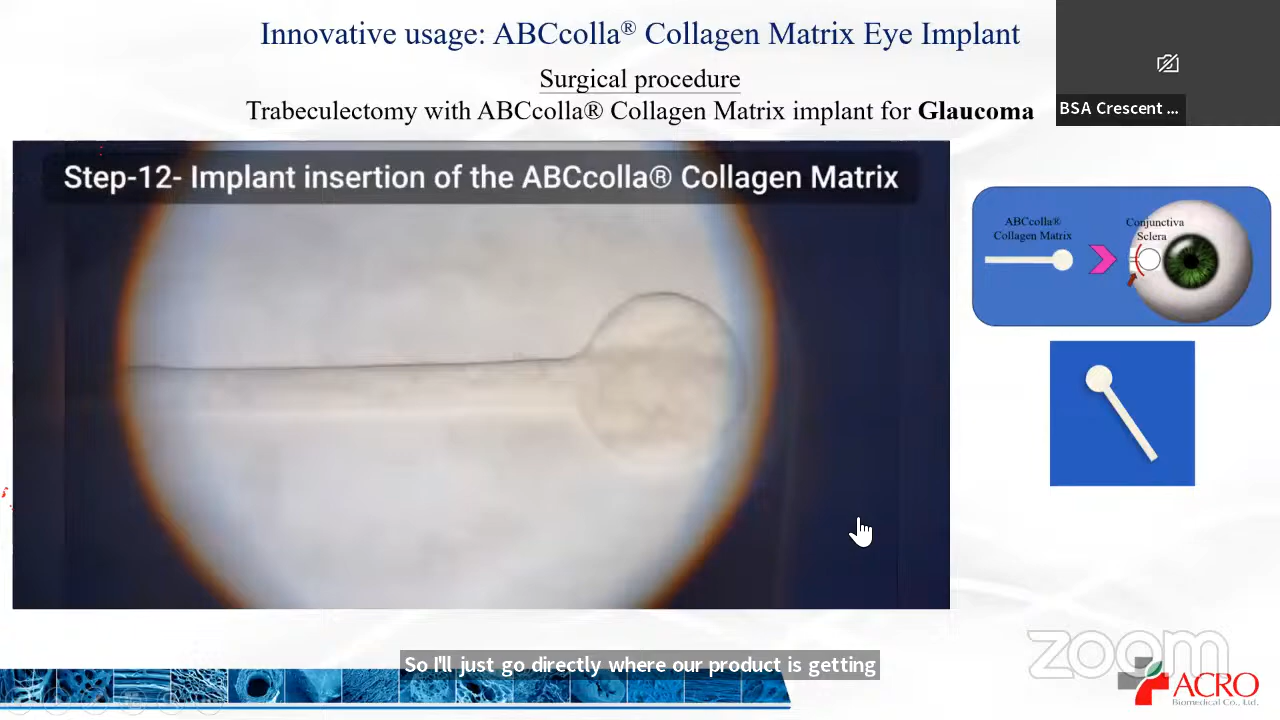 Innovative usage: ABCcolla® Collagen Matrix Eye Implant
Surgical procedure
Trabeculectomy with ABCcolla® Collagen Matrix implant for Glaucoma
BSA Crescent ...
Step-12- Implant insertion of the ABCcolla® Collagen Matrix
ABCcolla®
Collagen Matrix
Conjunctiva
Sclera
So I'll just go directly where our product is getting
zoom
ACRO
Biomedical Co., Ltd.